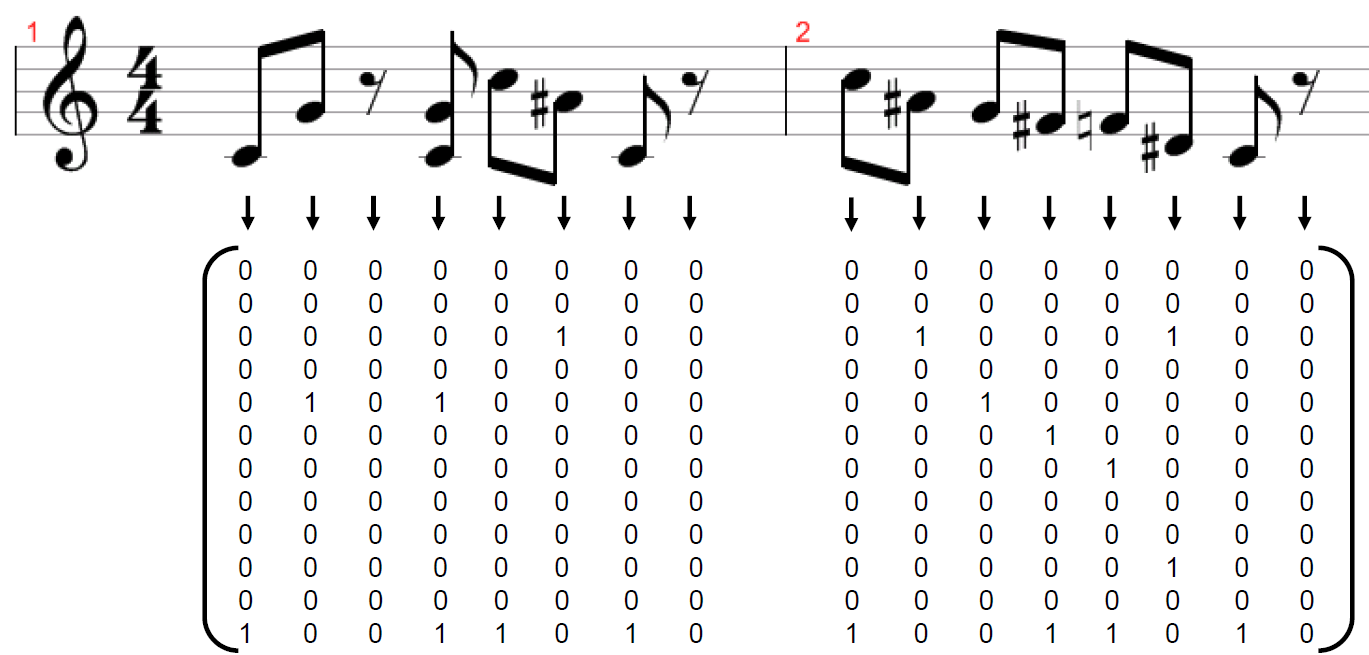 1 2
4 4
0 0 0 0 0 0 0 0 0 0 0 0 0 0 0 0
0 0 0 0 0 0 0 0 0 0 0 0 0 0 0 0
0 0 0 0 0 1 0 0 0 1 0 0 0 1 0 0
0 0 0 0 0 0 0 0 0 0 0 0 0 0 0 0
0 1 0 1 0 0 0 0 0 0 1 0 0 0 0 0
0 0 0 0 0 0 0 0 0 0 0 1 0 0 0 0
0 0 0 0 0 0 0 0 0 0 0 0 1 0 0 0
0 0 0 0 0 0 0 0 0 0 0 0 0 0 0 0
0 0 0 0 0 0 0 0 0 0 0 0 0 0 0 0
0 0 0 0 0 0 0 0 0 0 0 0 0 1 0 0
0 0 0 0 0 0 0 0 0 0 0 0 0 0 0 0
1 0 0 1 1 0 1 0 1 0 0 1 1 0 1 0